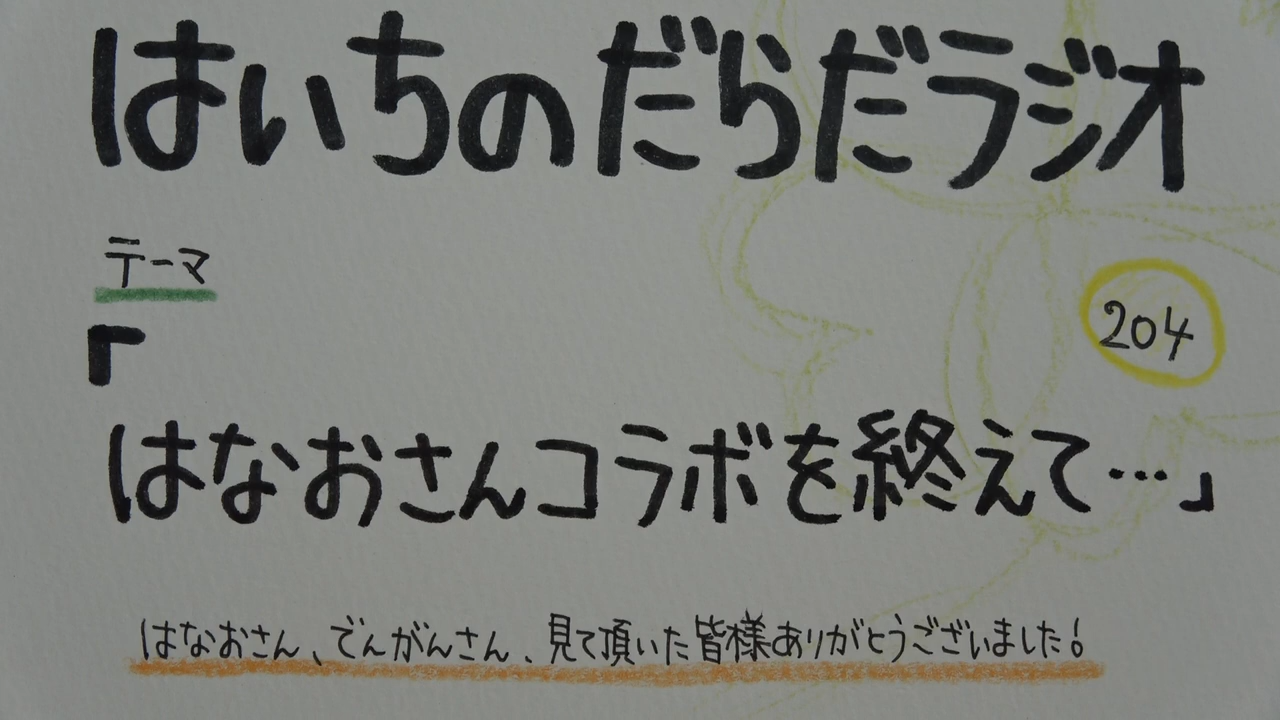 はいちのだらだラジオ
テーマ
204
「
はなおさんコラボを終えて…」
はなおさん、でんがんさん、見て頂いた皆様ありがとうございました!